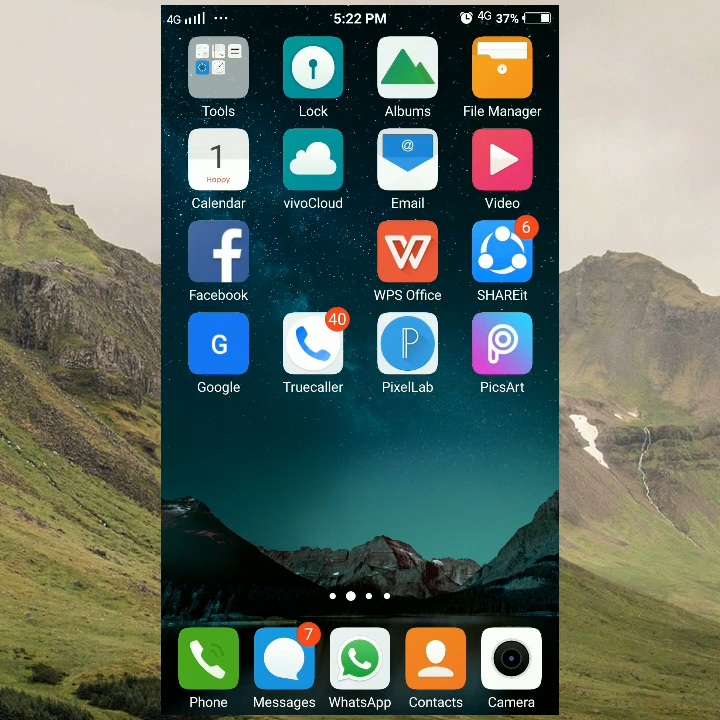 4G 5:22 PM 4G 37%
Tools Lock Albums File Manager
1 @
Happy
Calendar vivoCloud Email Video
6
Facebook WPS Office SHAREit
G 40
Google Truecaller PixelLab PicsArt
7
Phone Messages WhatsApp Contacts Camera